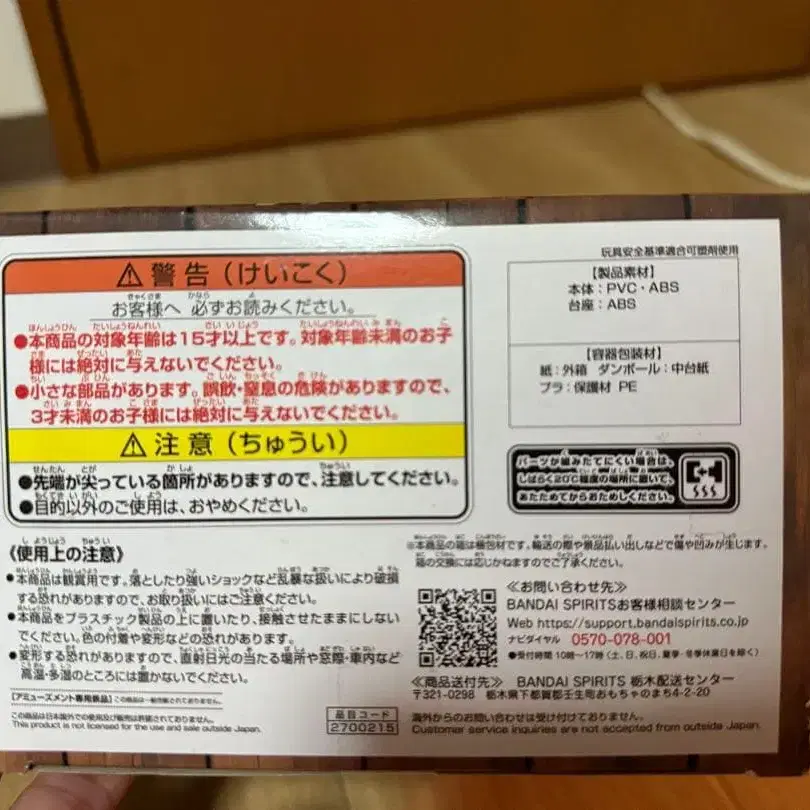 玩具安全基準適合可塑剤使用
⚠警告(けいこく)
お客様へ 必ずお読みください。
●本商品の対象年齢は15才以上です。対象年齢未満のお子
様には絶対に与えないでください。
●小さな部品があります。誤飲・窒息の危険がありますので、
3才未満のお子様には絶対に与えないでください。
⚠注意(ちゅうい)
●先端が尖っている箇所がありますので、注意してください。
●目的以外のご使用は、おやめください。
【製品素材】
本体:PVC・ABS
台座:ABS
【容器包装材】
紙:外箱 ダンボール:中台紙
プラ:保護材 PE
パーツが組みたてにくい場合は、
しばらく20℃程度の場所に置いて、
あたためてからおためしください。
《使用上の注意》
●本商品は観賞用です。落としたり強いショックなど乱暴な扱いにより破損
する恐れがありますので、お取り扱いにはご注意ください。
●本商品をプラスチック製品の上に置いたり、接触させたままにしない
でください。色の付着や変形などの恐れがあります。
●変形する恐れがありますので、直射日光の当たる場所や窓際・車内など
高温・多湿のところには置かないでください。
[アミューズメント専用新品] この商品は一般市販されておりません。
この商品は日本国外での使用及び販売は許諾されておりません。
This product is not licensed for the use and sale outside Japan.
品目コード
2700215
※本商品の箱は梱包材です。輸送の際や景品払い出しなどで傷や凹みが生じます。
箱の交換には応じかねますのでご了承ください。
≪お問い合わせ先≫
BANDAI SPIRITSお客様相談センター
Web https://support.bandaispirits.co.jp
ナビダイヤル 0570-078-001
●受付時間 10時〜17時(土、日、祝日、夏季・冬季休業日を除く)
≪商品送付先≫ BANDAI SPIRITS 栃木配送センター
〒321-0298 栃木県下都賀郡壬生町おもちゃのまち4-2-20
海外からのお問い合わせは受け付けておりません。
Customer service inquiries are not accepted from outside Japan.